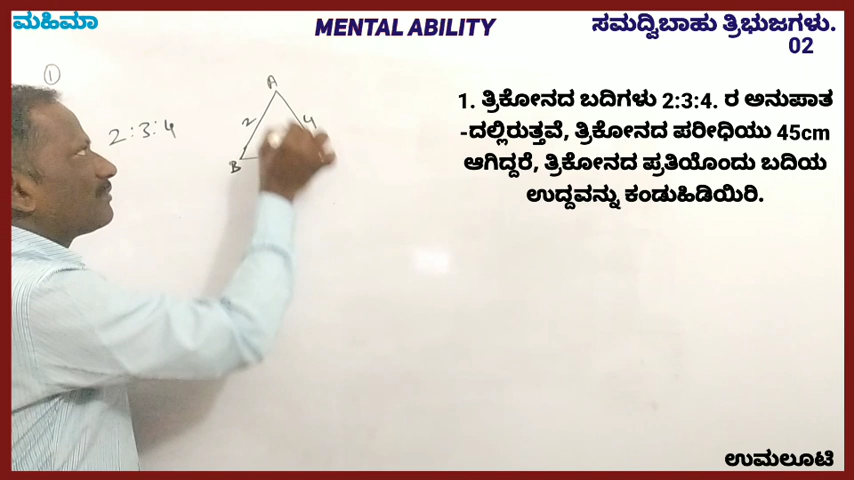 ಮಹಿಮಾ
MENTAL ABILITY
ಸಮದ್ವಿಬಾಹು ತ್ರಿಭುಜಗಳು.
02
1. ತ್ರಿಕೋನದ ಬದಿಗಳು 2:3:4. ರ ಅನುಪಾತ
-ದಲ್ಲಿರುತ್ತವೆ, ತ್ರಿಕೋನದ ಪರೀಧಿಯು 45cm
ಆಗಿದ್ದರೆ, ತ್ರಿಕೋನದ ಪ್ರತಿಯೊಂದು ಬದಿಯ
ಉದ್ದವನ್ನು ಕಂಡುಹಿಡಿಯಿರಿ.
1
2:3:4
A
2 4
B
ಉಮಲೂಟಿ